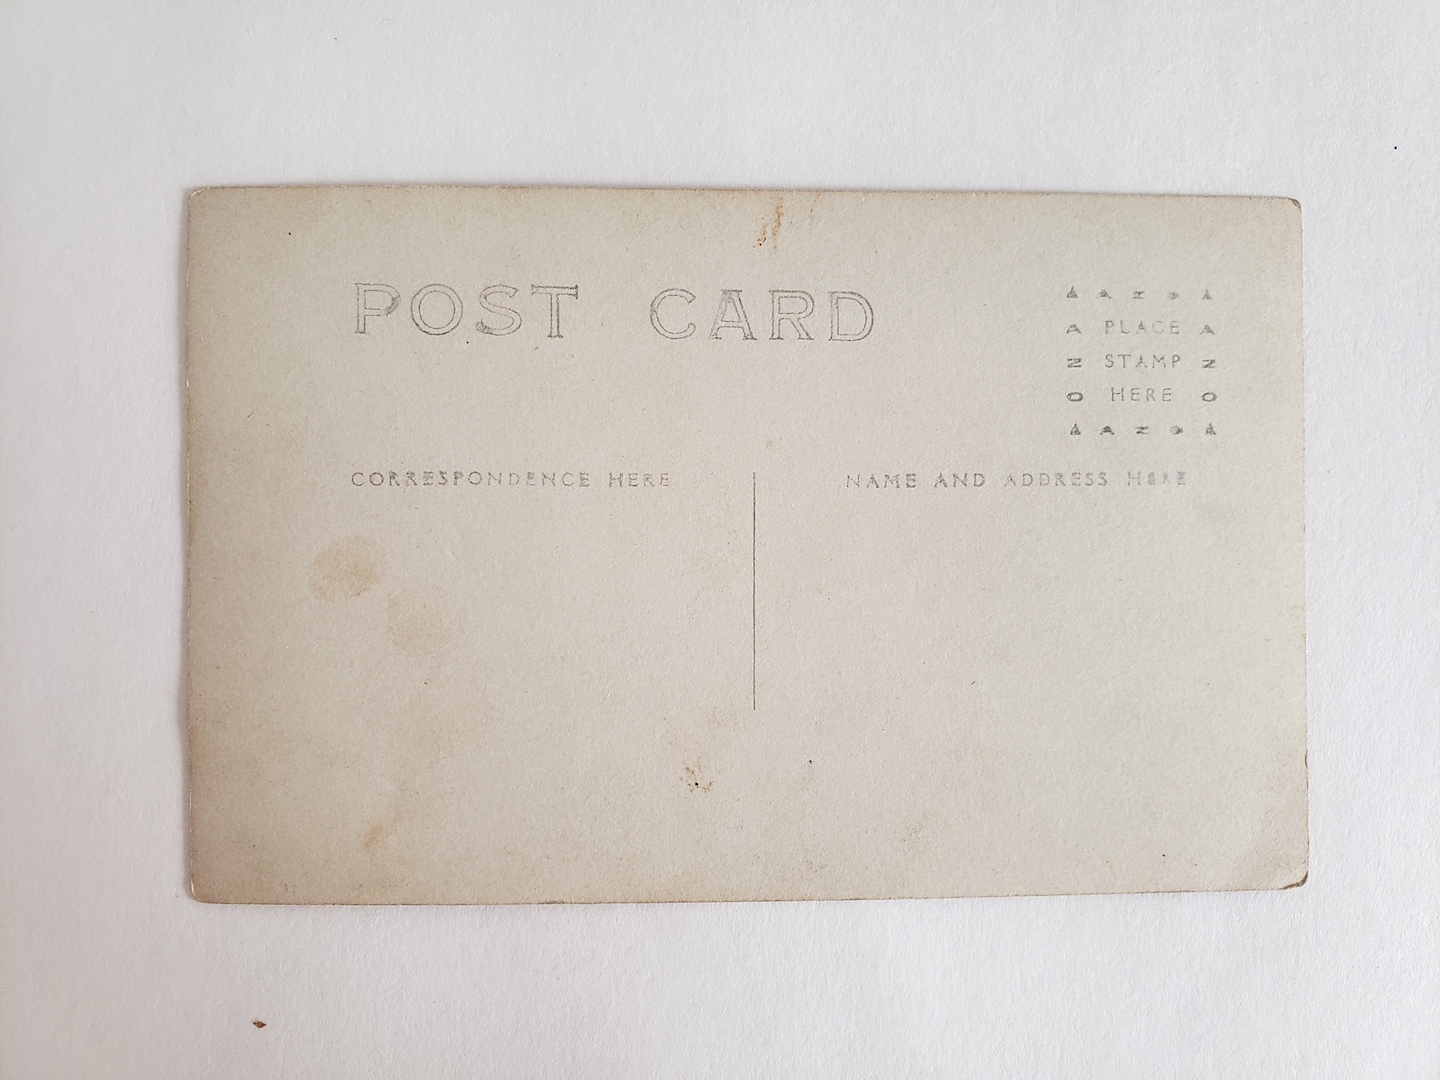 POST CARD
A A Z O A
A PLACE A
N STAMP N
O HERE O
A A Z O A
CORRESPONDENCE HERE
NAME AND ADDRESS HERE